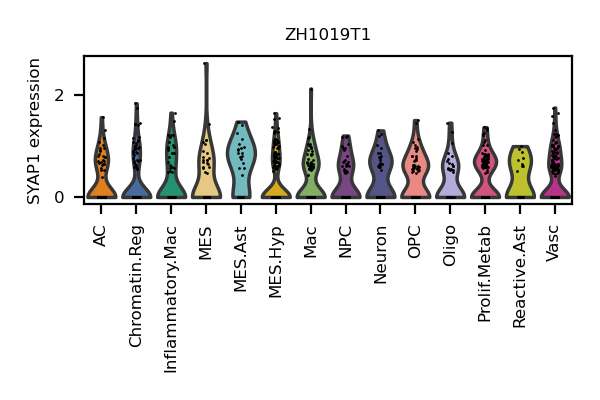 ZH1019T1
SYAP1 expression
2
0
AC
Chromatin.Reg
Inflammatory.Mac
MES
MES.Ast
MES.Hyp
Mac
NPC
Neuron
OPC
Oligo
Prolif.Metab
Reactive.Ast
Vasc